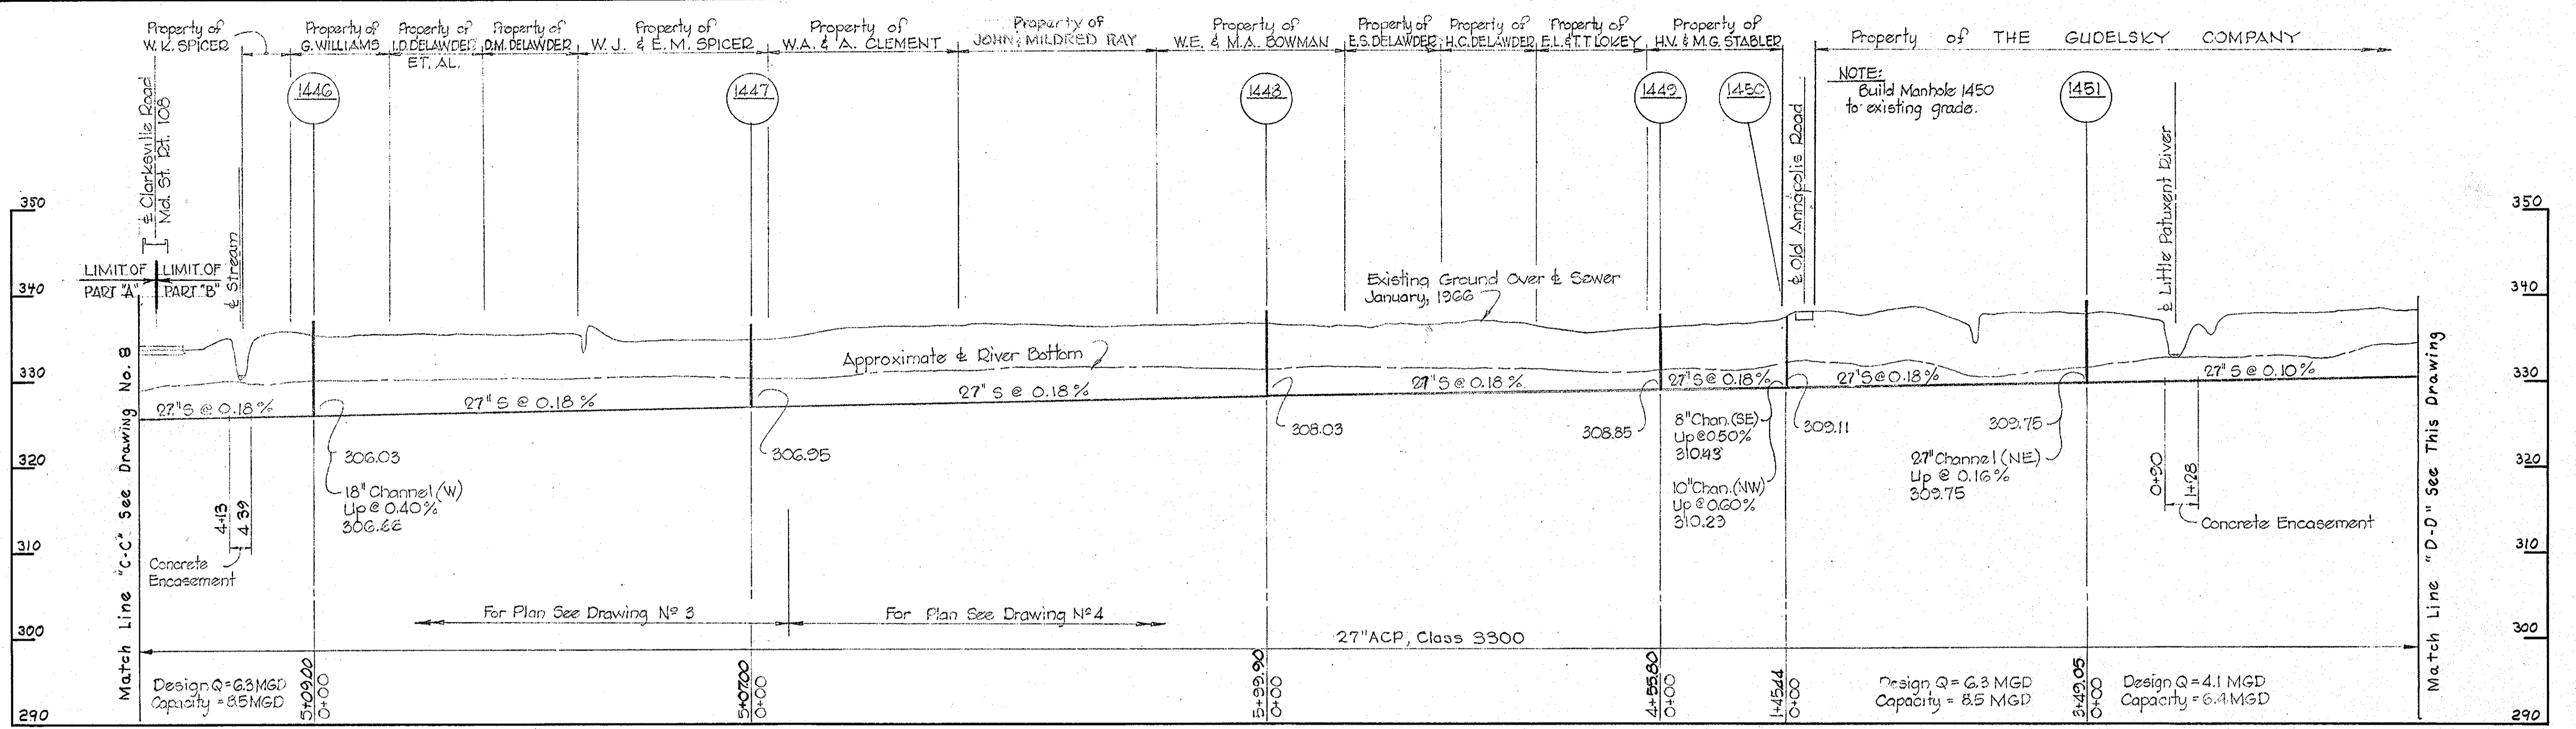 Property of
W. K. SPICER
Property of
G. WILLIAMS
Property of
I.D. DELAWDER
ET. AL.
Property of
D.M. DELAWDER
Property of
W. J. & E. M. SPICER
Property of
W.A. & A. CLEMENT
Property of
JOHN & MILDRED RAY
Property of
W.E. & M.A. BOWMAN
Property of
E.S. DELAWDER
Property of
H.C. DELAWDER
Property of
E.L. & T.T. LOKEY
Property of
H.V. & M.G. STABLER
Property of THE GUDELSKY COMPANY
1446
1447
1448
1449
1450
1451
NOTE:
Build Manhole 1450
to existing grade.
℄ Clarksville Road
Md. St. Rt. 108
℄ Stream
℄ Old Annapolis Road
℄ Little Patuxent River
LIMIT OF
PART "A"
LIMIT OF
PART "B"
350
340
330
320
310
300
290
350
340
330
320
310
300
290
Existing Ground Over ℄ Sewer
January, 1966
Approximate ℄ River Bottom
27" S @ 0.18%
27" S @ 0.18%
27" S @ 0.18%
27" S @ 0.18%
27" S @ 0.18%
27" S @ 0.18%
27" S @ 0.10%
306.03
18" Channel (W)
Up @ 0.40%
306.95
308.03
308.85
8" Chan. (SE)
Up @ 0.50%
310.43
10" Chan. (NW)
Up @ 0.60%
310.23
309.11
309.75
27" Channel (NE)
Up @ 0.16%
309.75
4+13
4 39
Concrete
Encasement
0+90
1+28
Concrete Encasement
For Plan See Drawing Nº 3
For Plan See Drawing Nº 4
27" ACP, Class 3300
Match Line "C-C" See Drawing No. 8
Match Line "D-D" See This Drawing
Design Q = 6.3 MGD
Capacity = 8.5 MGD
5+09.00
0+00
5+07.00
0+00
5+99.90
0+00
4+55.80
0+00
1+45.44
0+00
Design Q = 6.3 MGD
Capacity = 8.5 MGD
3+49.05
0+00
Design Q = 4.1 MGD
Capacity = 6.4 MGD